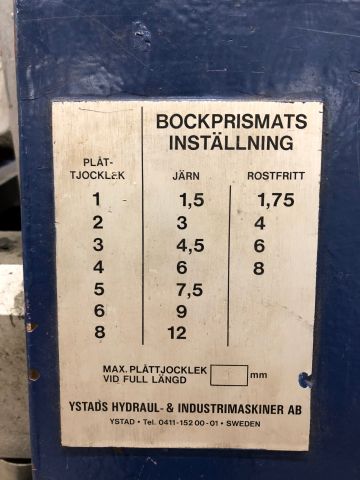 BOCKPRISMATS
INSTÄLLNING
PLÅT-
TJOCKLEK JÄRN ROSTFRITT
1 1,5 1,75
2 3 4
3 4,5 6
4 6 8
5 7,5
6 9
8 12
MAX. PLÅTTJOCKLEK mm
VID FULL LÄNGD
YSTADS HYDRAUL- & INDUSTRIMASKINER AB
YSTAD • Tel. 0411-152 00 - 01 • SWEDEN